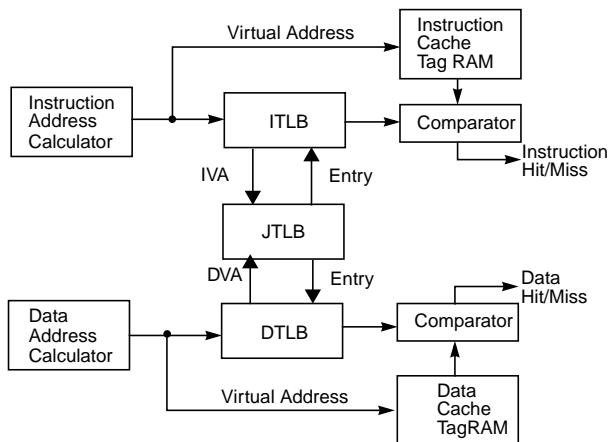 Virtual Address
Instruction
Cache
Tag RAM
Instruction
Address
Calculator
ITLB
Comparator
Instruction
Hit/Miss
IVA
Entry
JTLB
DVA
Entry
Data
Hit/Miss
Data
Address
Calculator
DTLB
Comparator
Virtual Address
Data
Cache
TagRAM